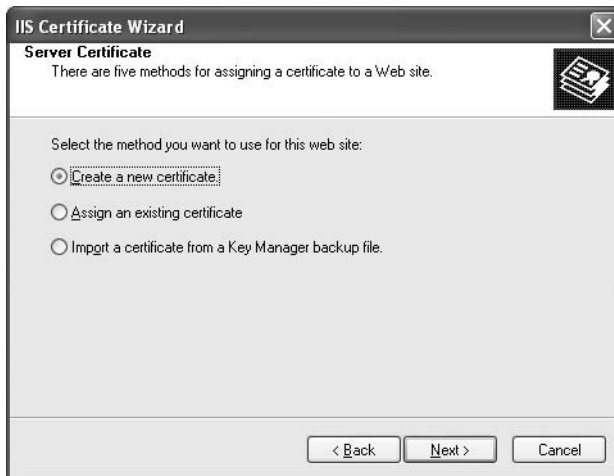 IIS Certificate Wizard
Server Certificate
There are five methods for assigning a certificate to a Web site.
Select the method you want to use for this web site:
Create a new certificate.
Assign an existing certificate
Import a certificate from a Key Manager backup file.
< Back Next > Cancel